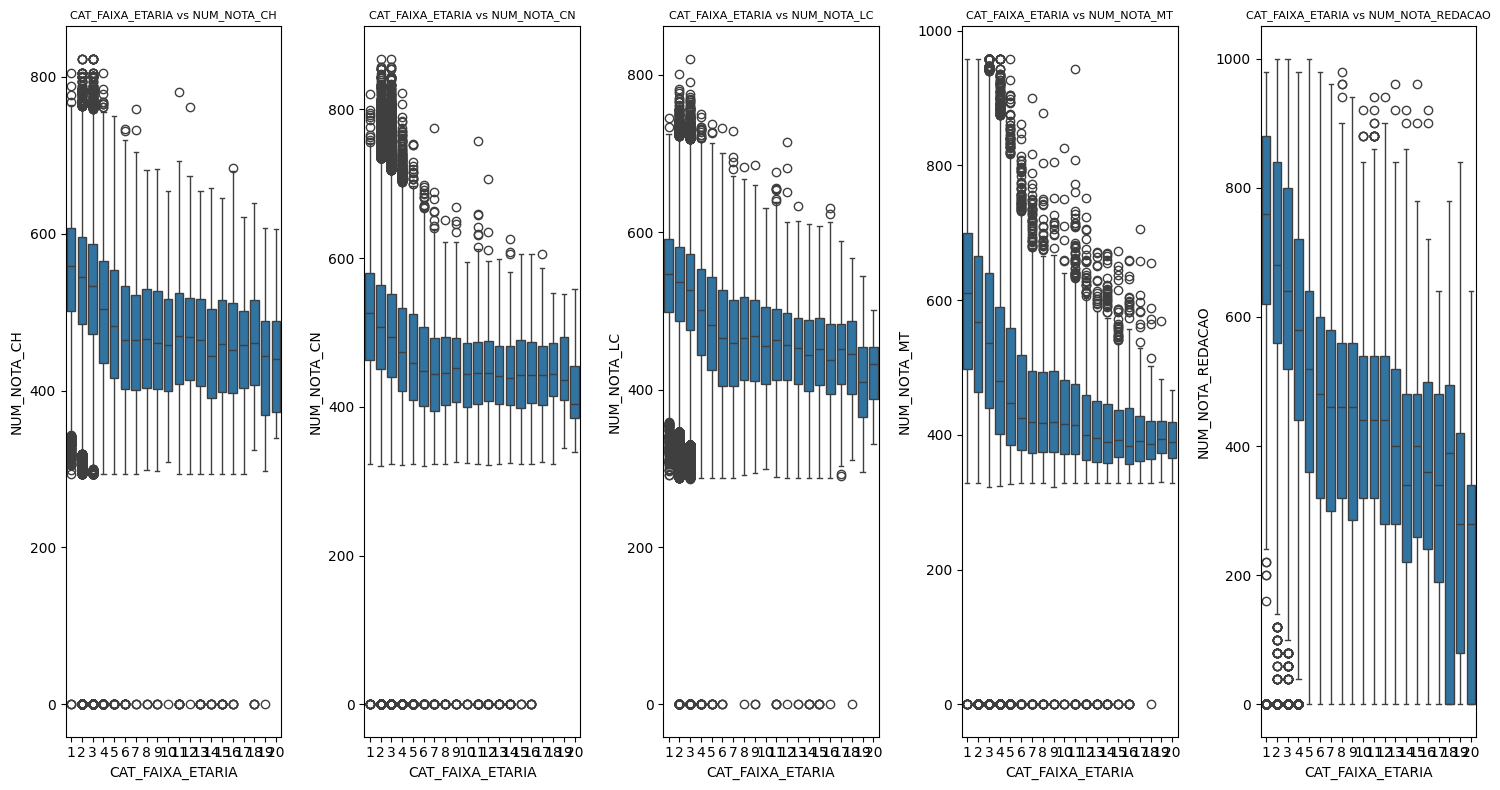 CAT_FAIXA_ETARIA vs NUM_NOTA_CH
NUM_NOTA_CH
800
600
400
200
0
1 2 3 4 5 6 7 8 9 10 11 12 13 14 15 16 17 18 19 20
CAT_FAIXA_ETARIA
CAT_FAIXA_ETARIA vs NUM_NOTA_CN
NUM_NOTA_CN
800
600
400
200
0
1 2 3 4 5 6 7 8 9 10 11 12 13 14 15 16 17 18 19 20
CAT_FAIXA_ETARIA
CAT_FAIXA_ETARIA vs NUM_NOTA_LC
NUM_NOTA_LC
800
600
400
200
0
1 2 3 4 5 6 7 8 9 10 11 12 13 14 15 16 17 18 19 20
CAT_FAIXA_ETARIA
CAT_FAIXA_ETARIA vs NUM_NOTA_MT
NUM_NOTA_MT
1000
800
600
400
200
0
1 2 3 4 5 6 7 8 9 10 11 12 13 14 15 16 17 18 19 20
CAT_FAIXA_ETARIA
CAT_FAIXA_ETARIA vs NUM_NOTA_REDACAO
NUM_NOTA_REDACAO
1000
800
600
400
200
0
1 2 3 4 5 6 7 8 9 10 11 12 13 14 15 16 17 18 19 20
CAT_FAIXA_ETARIA